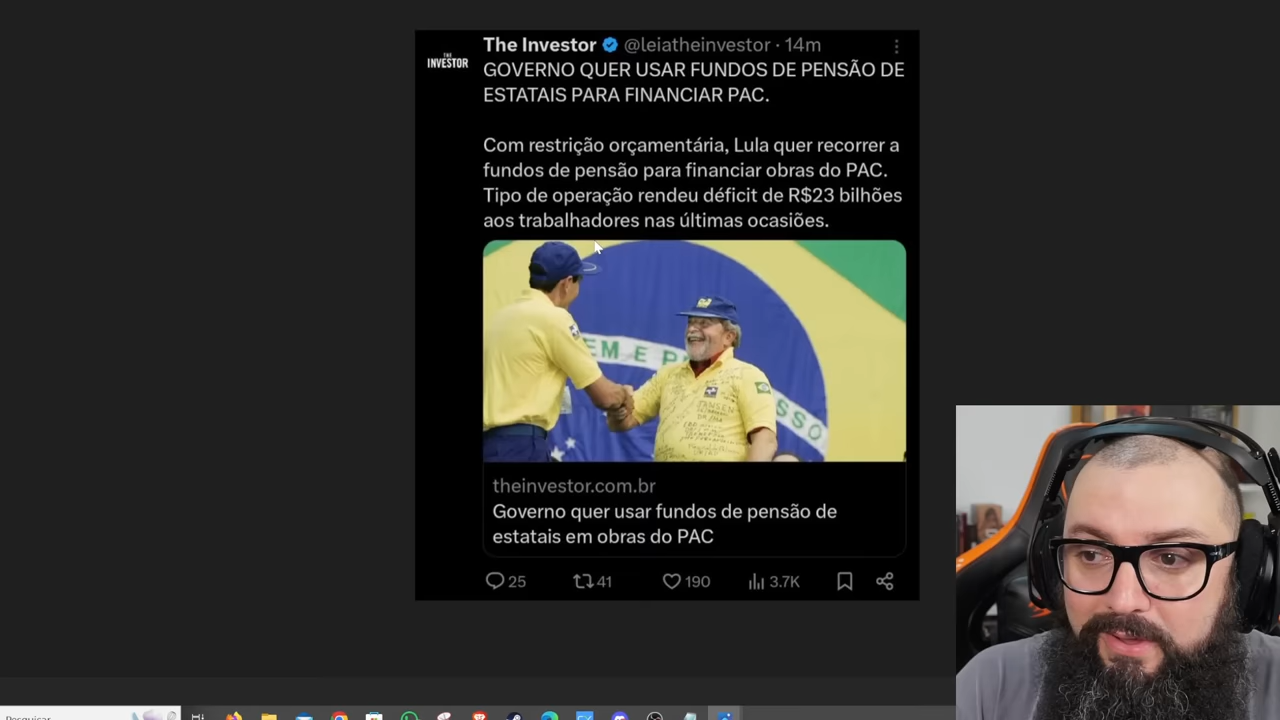 The Investor @leiatheinvestor · 14m
THE
INVESTOR
GOVERNO QUER USAR FUNDOS DE PENSÃO DE
ESTATAIS PARA FINANCIAR PAC.
Com restrição orçamentária, Lula quer recorrer a
fundos de pensão para financiar obras do PAC.
Tipo de operação rendeu déficit de R$23 bilhões
aos trabalhadores nas últimas ocasiões.
EM E P
SSO
theinvestor.com.br
Governo quer usar fundos de pensão de
estatais em obras do PAC
25 41 190 3.7K
Pesquisar